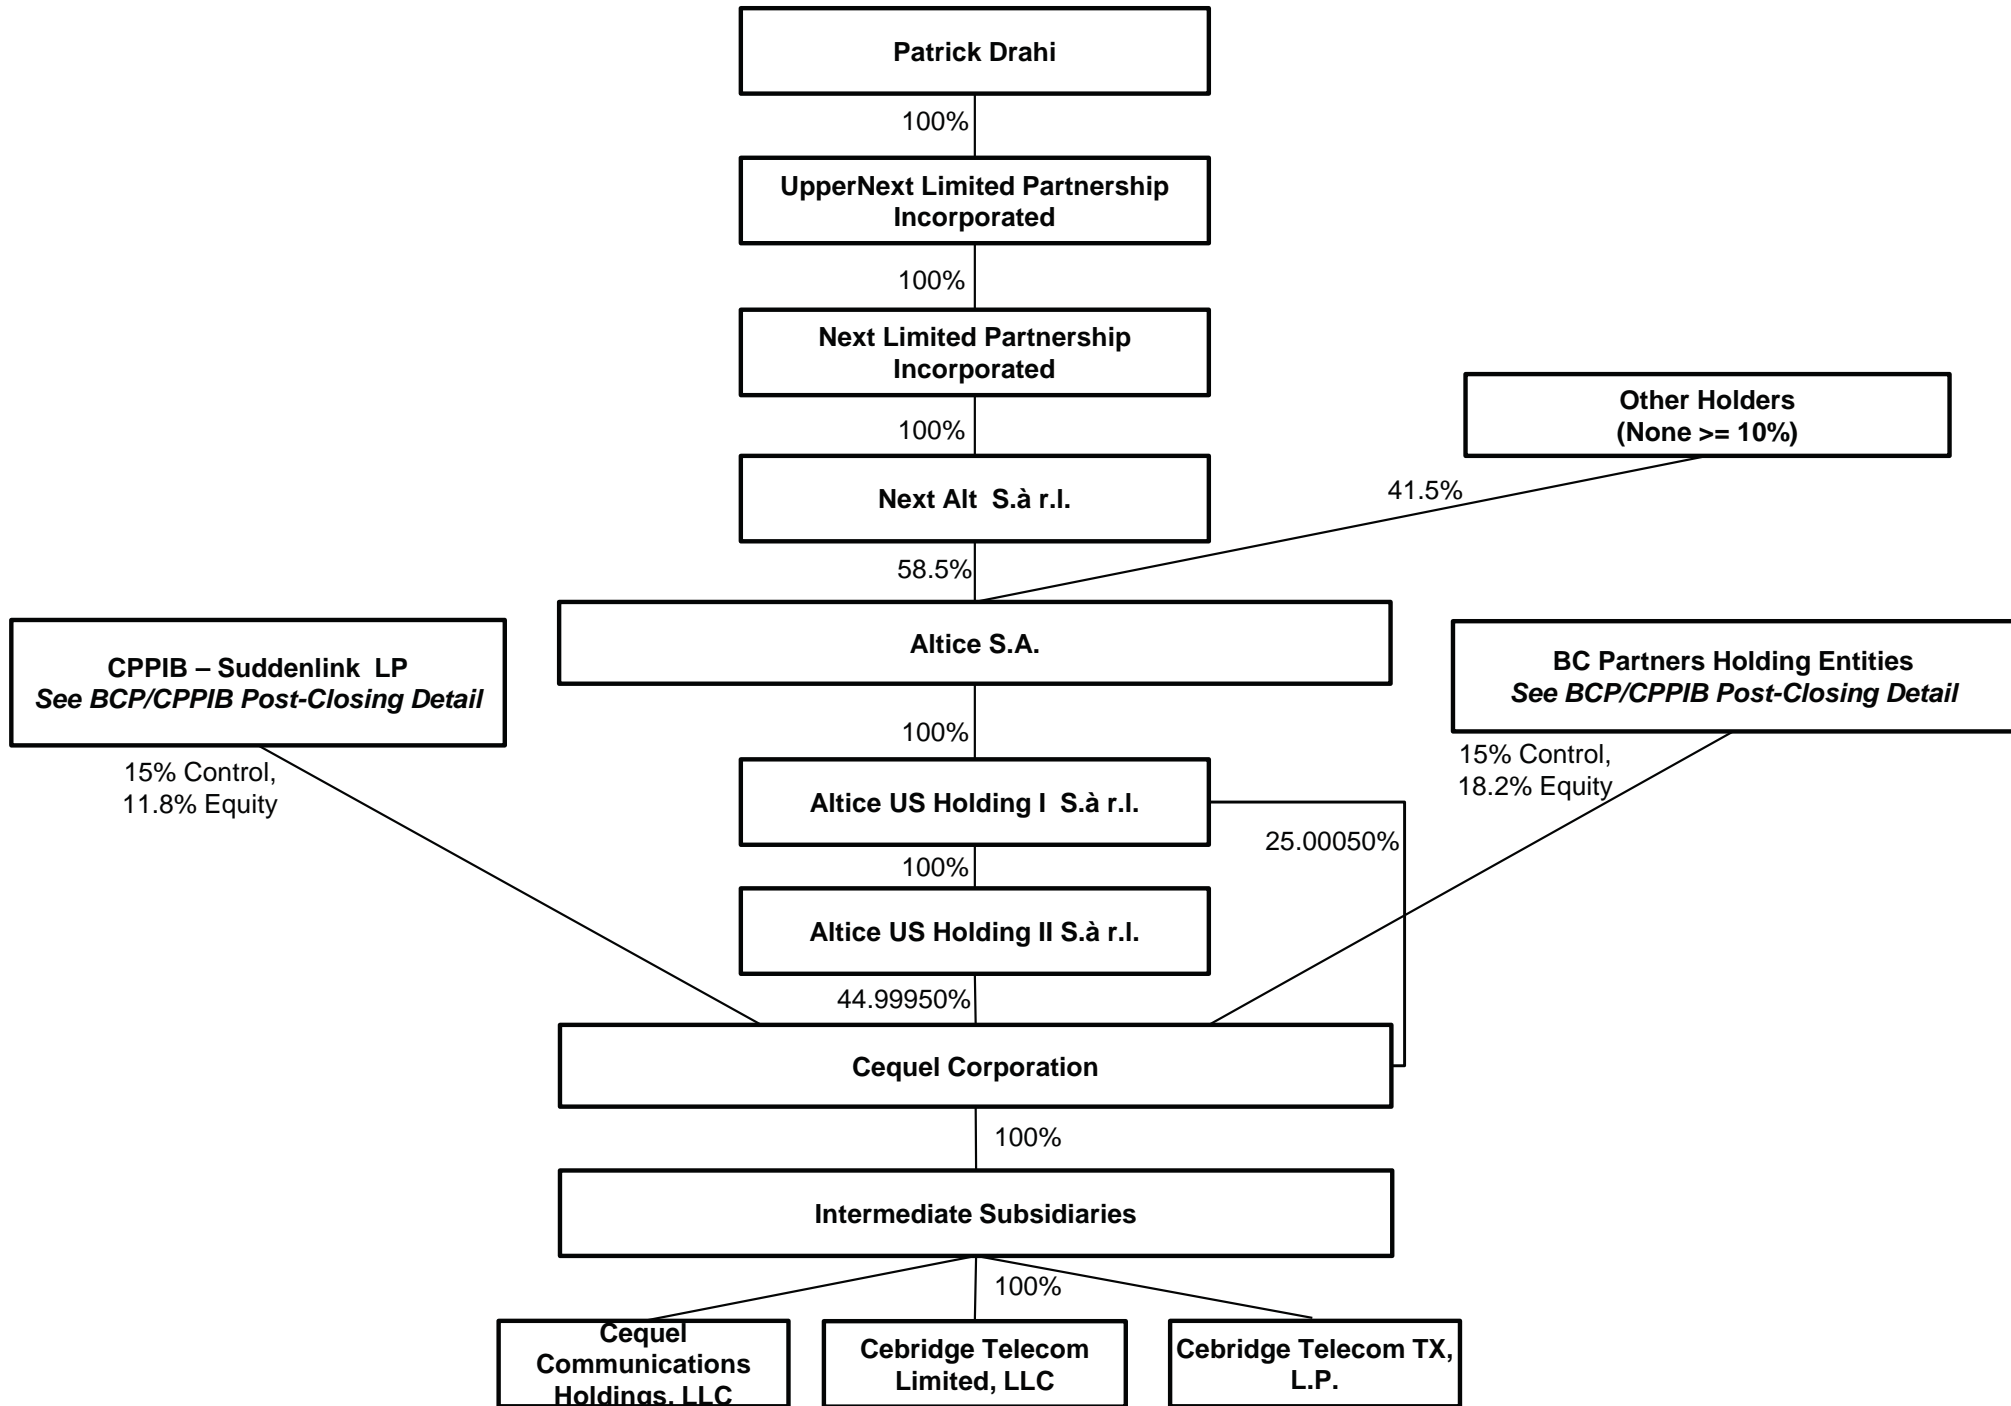 Patrick Drahi
100%
UpperNext Limited Partnership
Incorporated
100%
Next Limited Partnership
Incorporated
100%
Other Holders
(None >= 10%)
41.5%
Next Alt  S.à r.l.
58.5%
Altice S.A.
CPPIB – Suddenlink  LP
See BCP/CPPIB Post-Closing Detail
BC Partners Holding Entities
See BCP/CPPIB Post-Closing Detail
15% Control,
11.8% Equity
100%
15% Control,
18.2% Equity
Altice US Holding I  S.à r.l.
25.00050%
100%
Altice US Holding II S.à r.l.
44.99950%
Cequel Corporation
100%
Intermediate Subsidiaries
100%
Cequel
Communications
Holdings, LLC
Cebridge Telecom
Limited, LLC
Cebridge Telecom TX,
L.P.